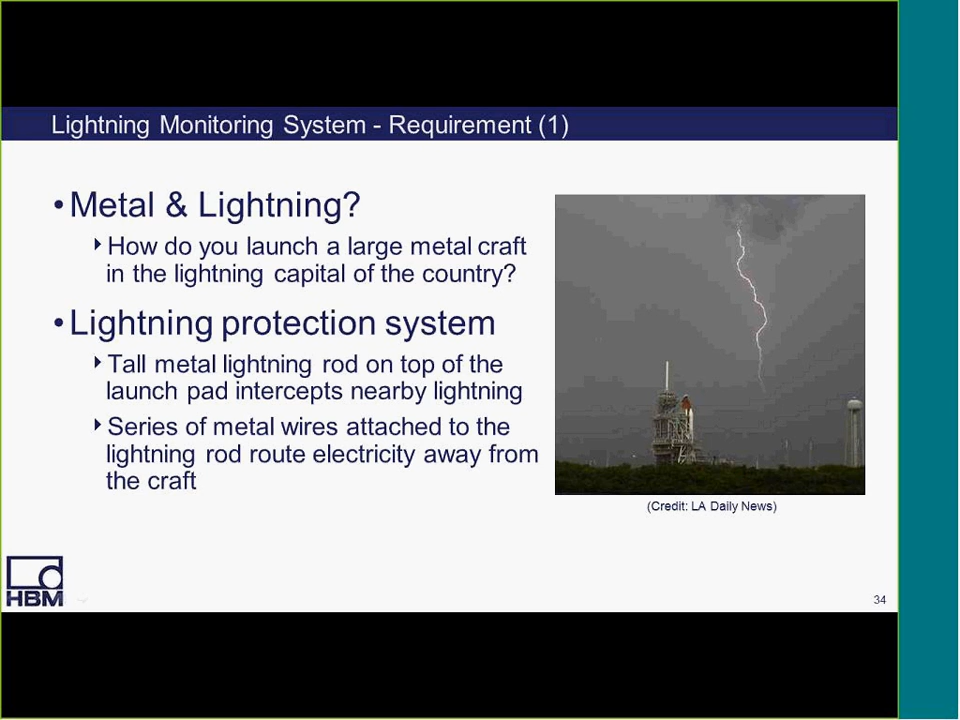 Lightning Monitoring System - Requirement (1)
•Metal & Lightning?
‣How do you launch a large metal craft
in the lightning capital of the country?
•Lightning protection system
‣Tall metal lightning rod on top of the
launch pad intercepts nearby lightning
‣Series of metal wires attached to the
lightning rod route electricity away from
the craft
(Credit: LA Daily News)
HBM
34